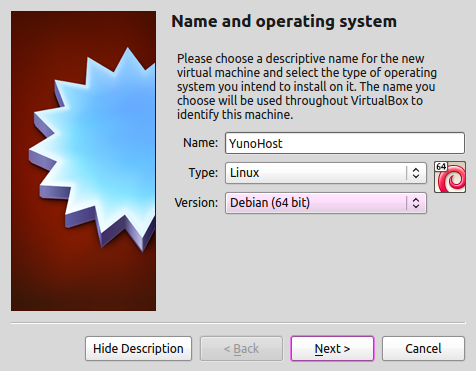 Name and operating system
Please choose a descriptive name for the new
virtual machine and select the type of operating
system you intend to install on it. The name you
choose will be used throughout VirtualBox to
identify this machine.
Name: YunoHost
Type: Linux
64
Version: Debian (64 bit)
Hide Description < Back Next > Cancel